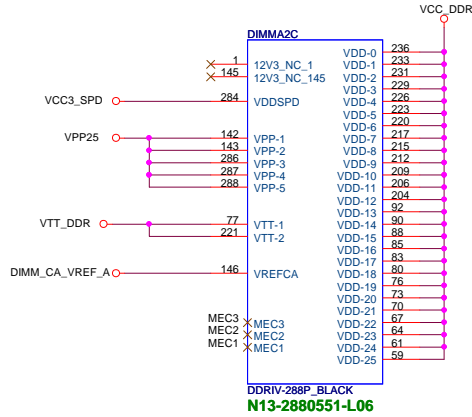 VCC_DDR
DIMMA2C
1 12V3_NC_1 VDD-0 236
145 12V3_NC_145 VDD-1 233
VDD-2 231
VDD-3 229
VCC3_SPD 284 VDDSPD VDD-4 226
VDD-5 223
VDD-6 220
VPP25 142 VPP-1 VDD-7 217
143 VPP-2 VDD-8 215
286 VPP-3 VDD-9 212
287 VPP-4 VDD-10 209
288 VPP-5 VDD-11 206
VDD-12 204
VDD-13 92
VTT_DDR 77 VTT-1 VDD-14 90
221 VTT-2 VDD-15 88
VDD-16 85
VDD-17 83
DIMM_CA_VREF_A 146 VREFCA VDD-18 80
VDD-19 76
VDD-20 73
VDD-21 70
MEC3 MEC3 VDD-22 67
MEC2 MEC2 VDD-23 64
MEC1 MEC1 VDD-24 61
VDD-25 59
DDRIV-288P_BLACK
N13-2880551-L06